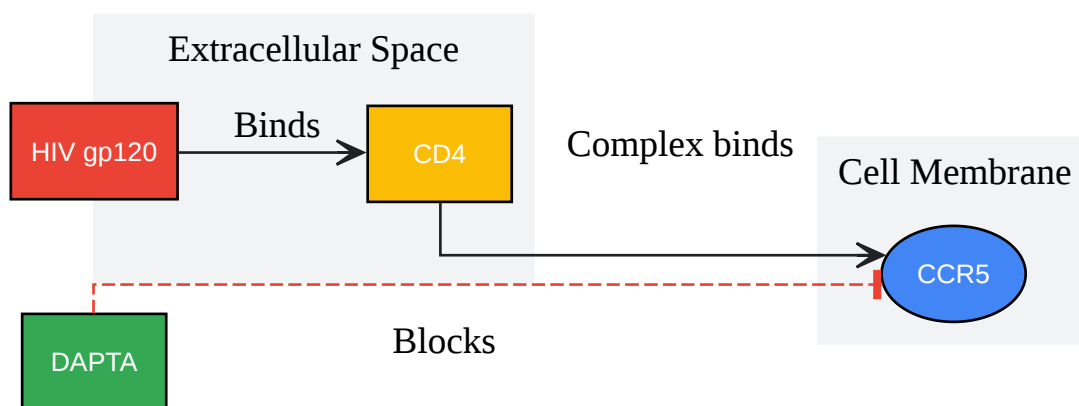 Extracellular Space
HIV gp120
Binds
CD4
Complex binds
Cell Membrane
CCR5
Blocks
DAPTA